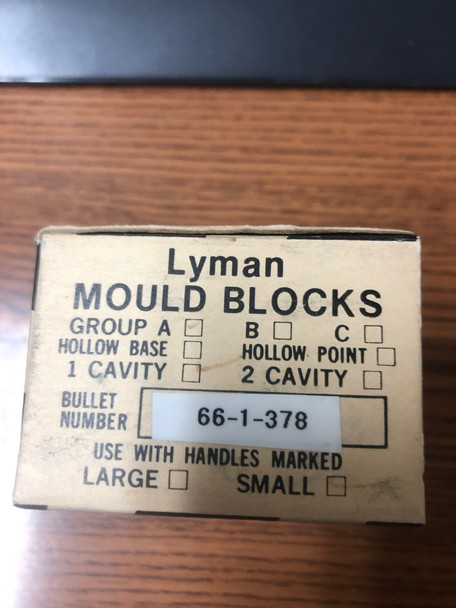 Lyman
MOULD BLOCKS
GROUP A ☐ B ☐ C ☐
HOLLOW BASE ☐ HOLLOW POINT ☐
1 CAVITY ☐ 2 CAVITY ☐
BULLET NUMBER 66-1-378
USE WITH HANDLES MARKED
LARGE ☐ SMALL ☐